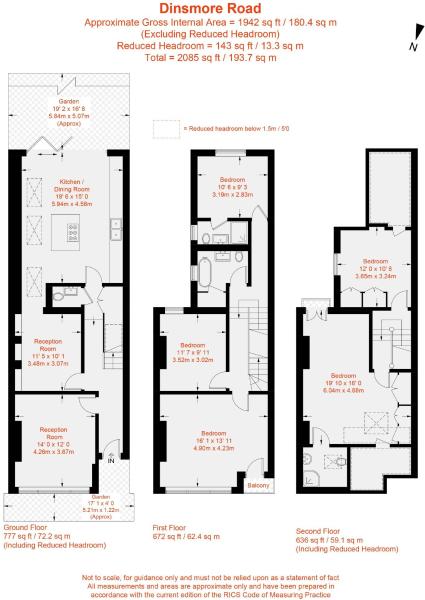 Dinsmore Road
Approximate Gross Internal Area = 1942 sq ft / 180.4 sq m
(Excluding Reduced Headroom)
Reduced Headroom = 143 sq ft / 13.3 sq m
Total = 2085 sq ft / 193.7 sq m
N
Garden
19' 2 x 16' 8
5.84m x 5.07m
(Approx)
= Reduced headroom below 1.5m / 5'0
Kitchen /
Dining Room
19' 6 x 15' 0
5.94m x 4.58m
Reception
Room
11' 5 x 10' 1
3.48m x 3.07m
Reception
Room
14' 0 x 12' 0
4.26m x 3.67m
IN
Garden
17' 1 x 4' 0
5.21m x 1.22m
(Approx)
Ground Floor
777 sq ft / 72.2 sq m
(Including Reduced Headroom)
Bedroom
10' 6 x 9' 3
3.19m x 2.83m
Bedroom
11' 7 x 9' 11
3.52m x 3.02m
Bedroom
16' 1 x 13' 11
4.90m x 4.23m
Balcony
First Floor
672 sq ft / 62.4 sq m
Bedroom
12' 0 x 10' 8
3.65m x 3.24m
Bedroom
19' 10 x 16' 0
6.04m x 4.88m
Second Floor
636 sq ft / 59.1 sq m
(Including Reduced Headroom)
Not to scale, for guidance only and must not be relied upon as a statement of fact
All measurements and areas are approximate only and have been prepared in
accordance with the current edition of the RICS Code of Measuring Practice